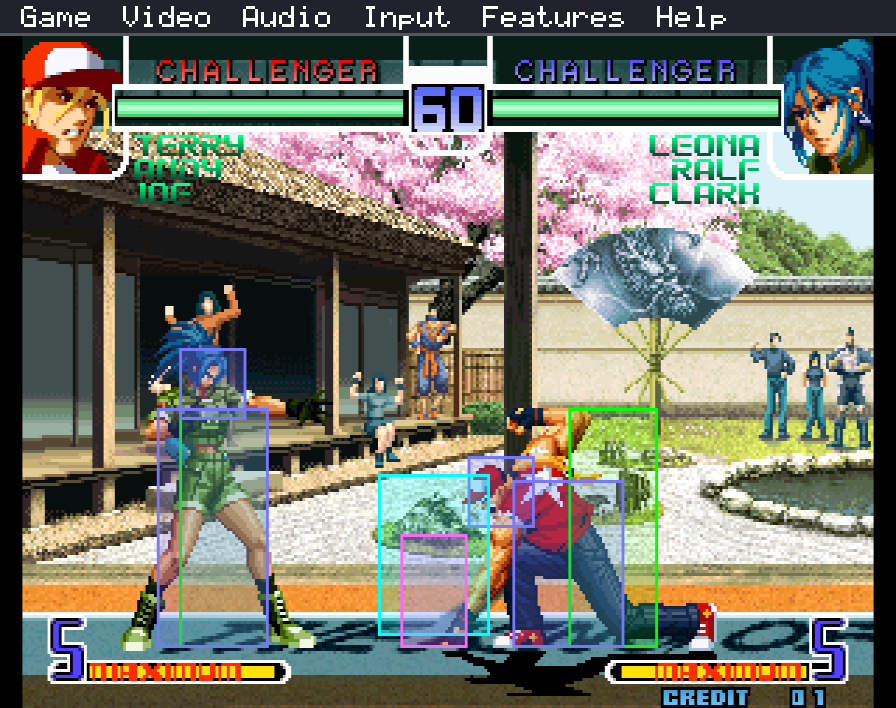 Game Video Audio Input Features Help
CHALLENGER 60 CHALLENGER
TERRY LEONA
ANDY RALF
JOE CLARK
5 MAXIMUM MAXIMUM 5
CREDIT 01